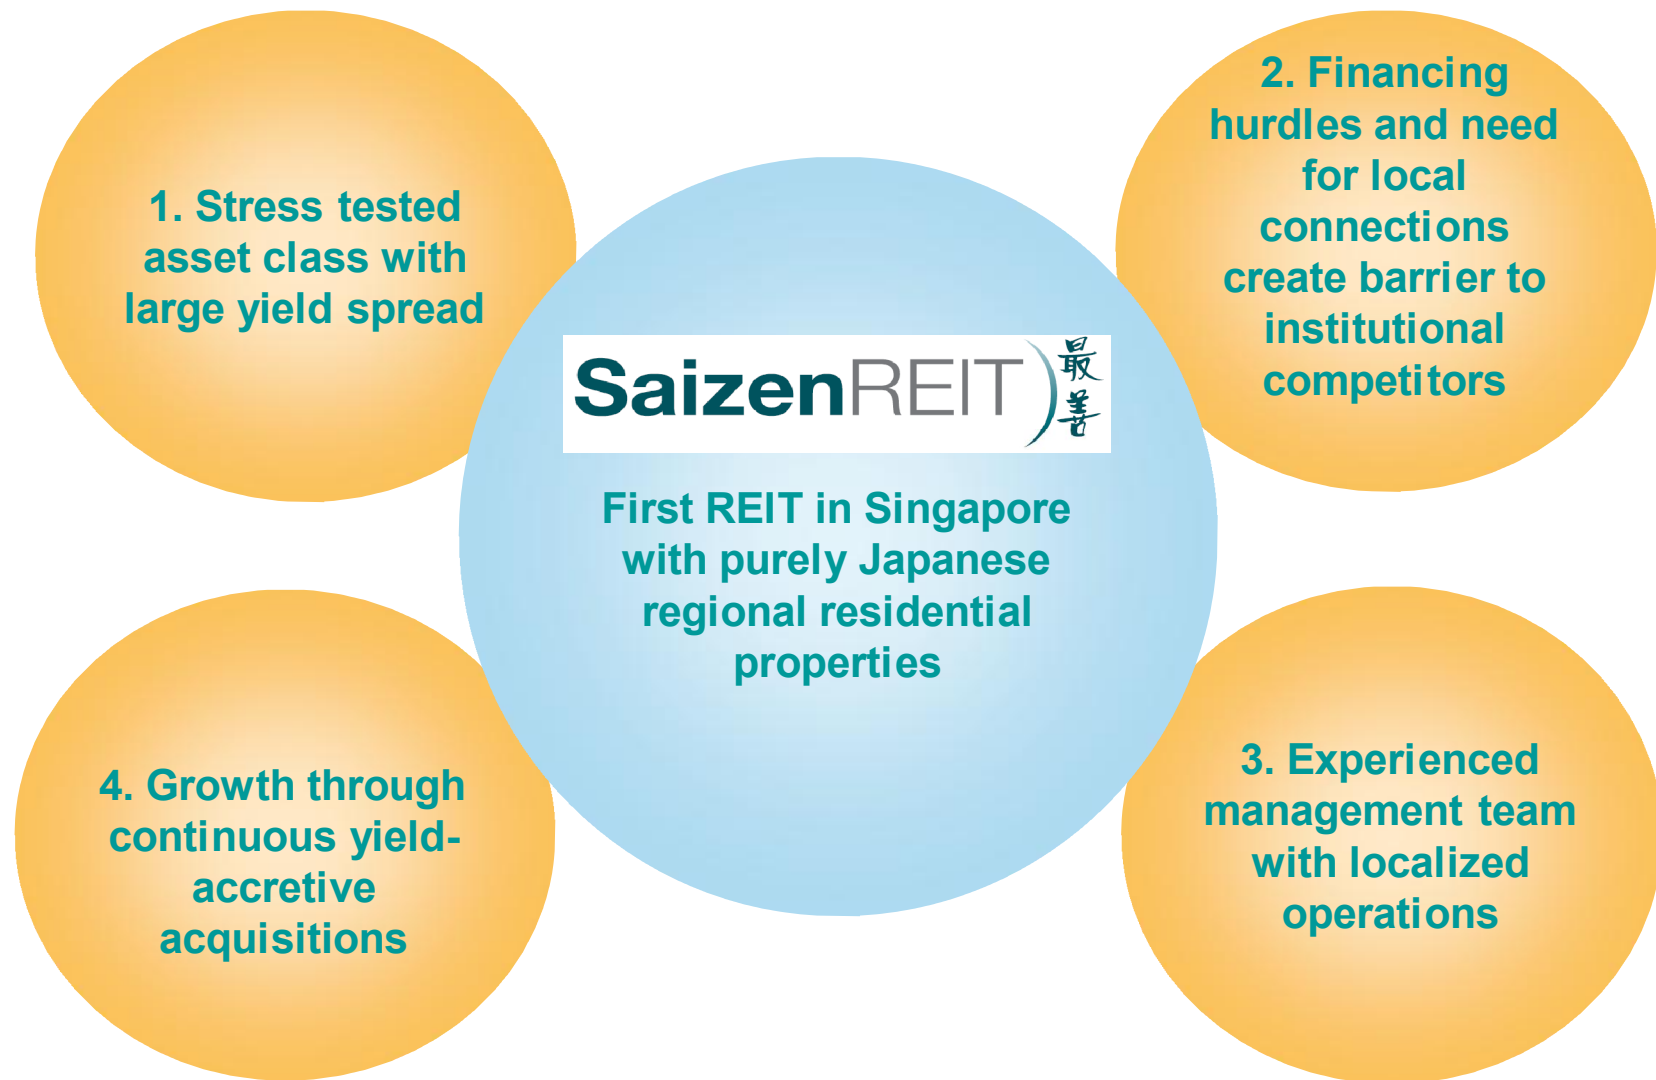 1. Stress tested
asset class with
large yield spread
2. Financing
hurdles and need
for local
connections
create barrier to
institutional
competitors
SaizenREIT
最善
First REIT in Singapore
with purely Japanese
regional residential
properties
3. Experienced
management team
with localized
operations
4. Growth through
continuous yield-
accretive
acquisitions